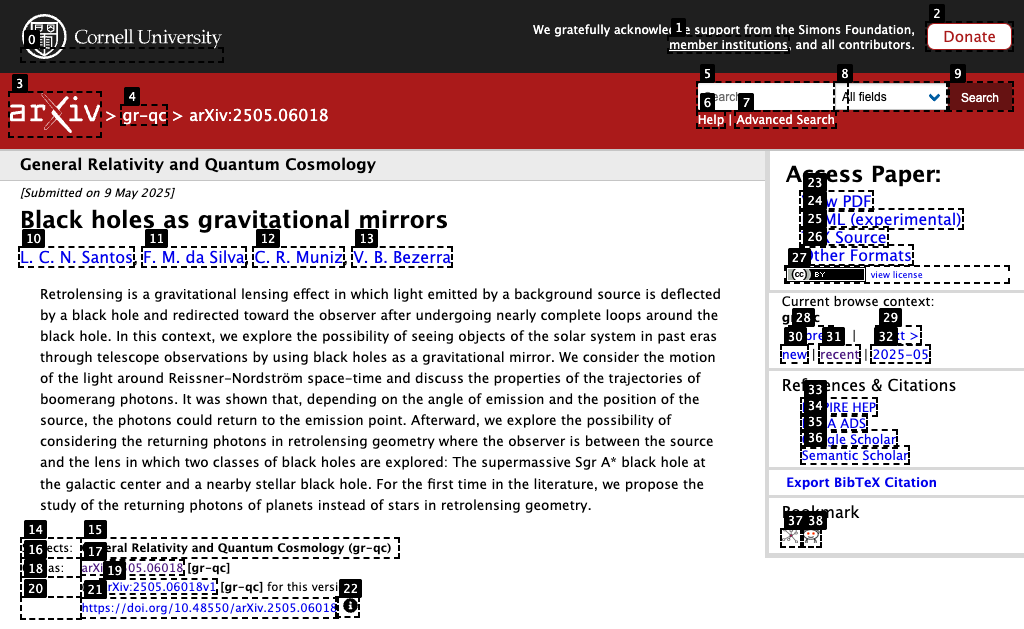 Cornell University
We gratefully acknowledge support from the Simons Foundation,
member institutions, and all contributors.
Donate
arXiv > gr-qc > arXiv:2505.06018
Search
All fields
Search
Help | Advanced Search
General Relativity and Quantum Cosmology
[Submitted on 9 May 2025]
Black holes as gravitational mirrors
L. C. N. Santos, F. M. da Silva, C. R. Muniz, V. B. Bezerra
Retrolensing is a gravitational lensing effect in which light emitted by a background source is deflected
by a black hole and redirected toward the observer after undergoing nearly complete loops around the
black hole. In this context, we explore the possibility of seeing objects of the solar system in past eras
through telescope observations by using black holes as a gravitational mirror. We consider the motion
of the light around Reissner–Nordström space-time and discuss the properties of the trajectories of
boomerang photons. It was shown that, depending on the angle of emission and the position of the
source, the photons could return to the emission point. Afterward, we explore the possibility of
considering the returning photons in retrolensing geometry where the observer is between the source
and the lens in which two classes of black holes are explored: The supermassive Sgr A* black hole at
the galactic center and a nearby stellar black hole. For the first time in the literature, we propose the
study of the returning photons of planets instead of stars in retrolensing geometry.
General Relativity and Quantum Cosmology (gr-qc)
as: arXiv:2505.06018 [gr-qc]
arXiv:2505.06018v1 [gr-qc] for this versi
https://doi.org/10.48550/arXiv.2505.06018
Access Paper:
View PDF
HTML (experimental)
TeX Source
Other Formats
CC BY view license
Current browse context:
gr-qc
new | recent | 2025-05
References & Citations
INSPIRE HEP
NASA ADS
Google Scholar
Semantic Scholar
Export BibTeX Citation
Bookmark
0
1
2
3
4
5
6
7
8
9
10
11
12
13
14
15
16
17
18
19
20
21
22
23
24
25
26
27
28
29
30
31
32
33
34
35
36
37
38